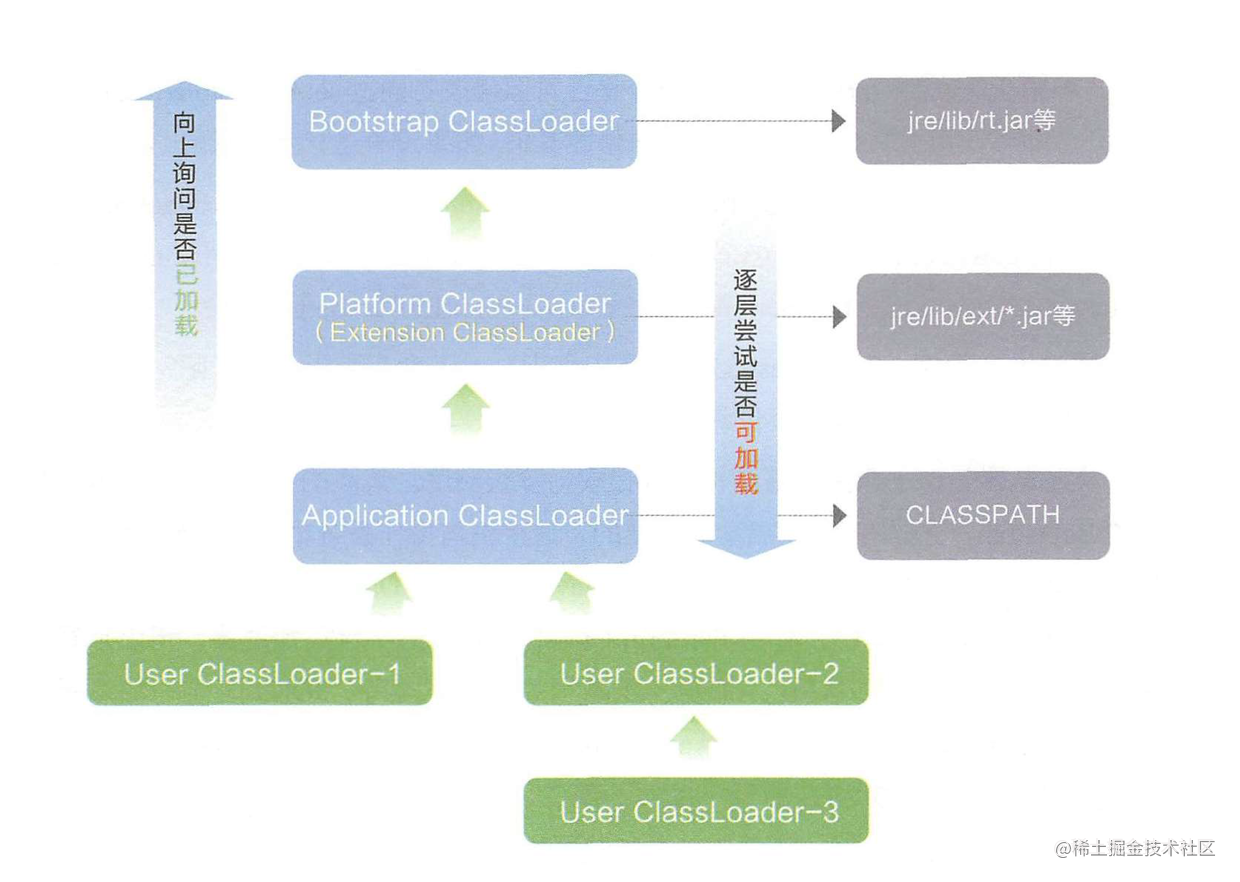 向上询问是否已加载
Bootstrap ClassLoader
jre/lib/rt.jar等
Platform ClassLoader
（Extension ClassLoader）
逐层尝试是否可加载
jre/lib/ext/*.jar等
Application ClassLoader
CLASSPATH
User ClassLoader-1
User ClassLoader-2
User ClassLoader-3
@稀土掘金技术社区